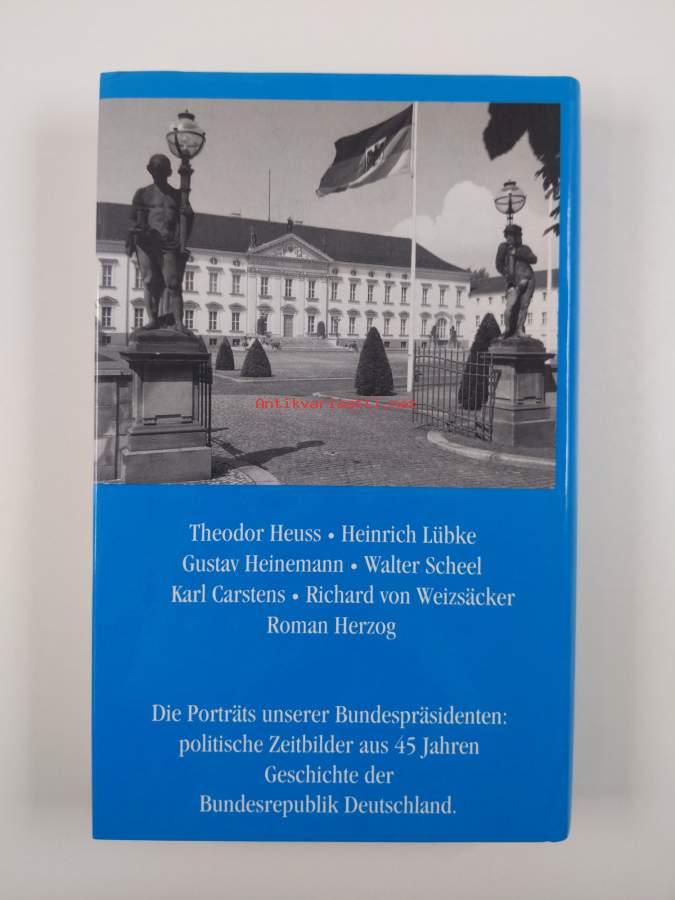 Antikvariaatti.net
Theodor Heuss • Heinrich Lübke
Gustav Heinemann • Walter Scheel
Karl Carstens • Richard von Weizsäcker
Roman Herzog
Die Porträts unserer Bundespräsidenten:
politische Zeitbilder aus 45 Jahren
Geschichte der
Bundesrepublik Deutschland.